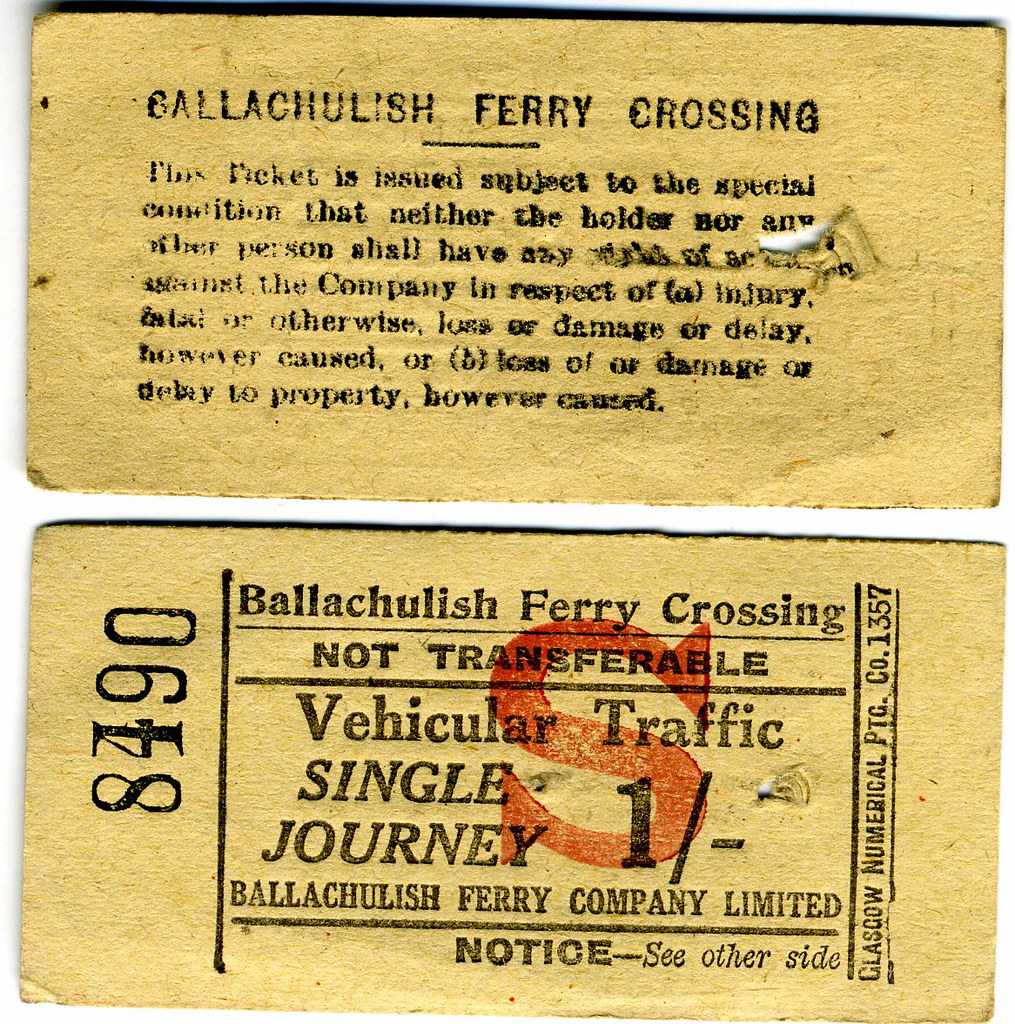 BALLACHULISH FERRY CROSSING
This Ticket is issued subject to the special
condition that neither the holder nor any
other person shall have any right of
against the Company in respect of (a) injury,
fatal or otherwise, loss or damage or delay,
however caused, or (b) loss of or damage or
delay to property, however caused.
8490
Ballachulish Ferry Crossing
NOT TRANSFERABLE
Vehicular Traffic
SINGLE
JOURNEY
1/-
S
BALLACHULISH FERRY COMPANY LIMITED
NOTICE—See other side
GLASGOW NUMERICAL PTG. CO. 1357